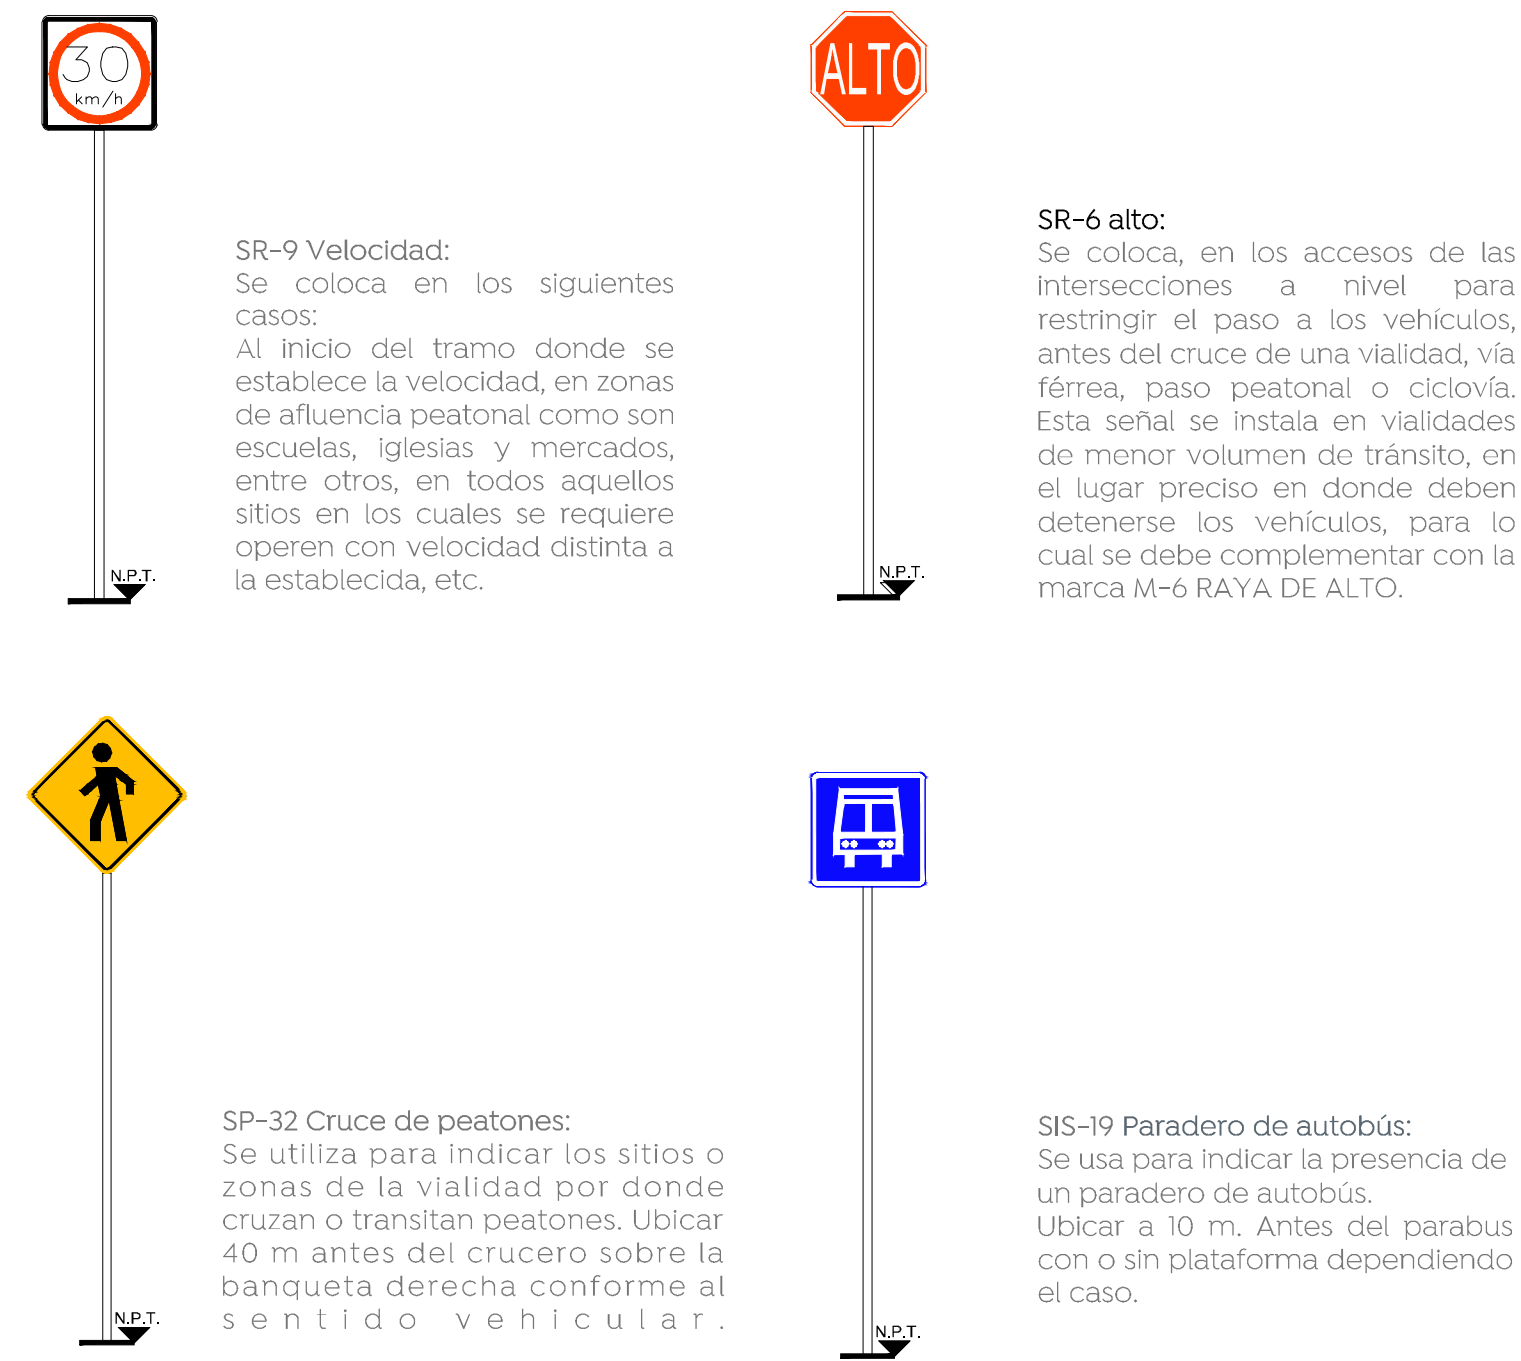 30
km/h
N.P.T.
SR-9 Velocidad:
Se coloca en los siguientes
casos:
Al inicio del tramo donde se
establece la velocidad, en zonas
de afluencia peatonal como son
escuelas, iglesias y mercados,
entre otros, en todos aquellos
sitios en los cuales se requiere
operen con velocidad distinta a
la establecida, etc.
ALTO
N.P.T.
SR-6 alto:
Se coloca, en los accesos de las
intersecciones a nivel para
restringir el paso a los vehículos,
antes del cruce de una vialidad, vía
férrea, paso peatonal o ciclovía.
Esta señal se instala en vialidades
de menor volumen de tránsito, en
el lugar preciso en donde deben
detenerse los vehículos, para lo
cual se debe complementar con la
marca M-6 RAYA DE ALTO.
N.P.T.
SP-32 Cruce de peatones:
Se utiliza para indicar los sitios o
zonas de la vialidad por donde
cruzan o transitan peatones. Ubicar
40 m antes del crucero sobre la
banqueta derecha conforme al
sentido vehicular.
N.P.T.
SIS-19 Paradero de autobús:
Se usa para indicar la presencia de
un paradero de autobús.
Ubicar a 10 m. Antes del parabus
con o sin plataforma dependiendo
el caso.